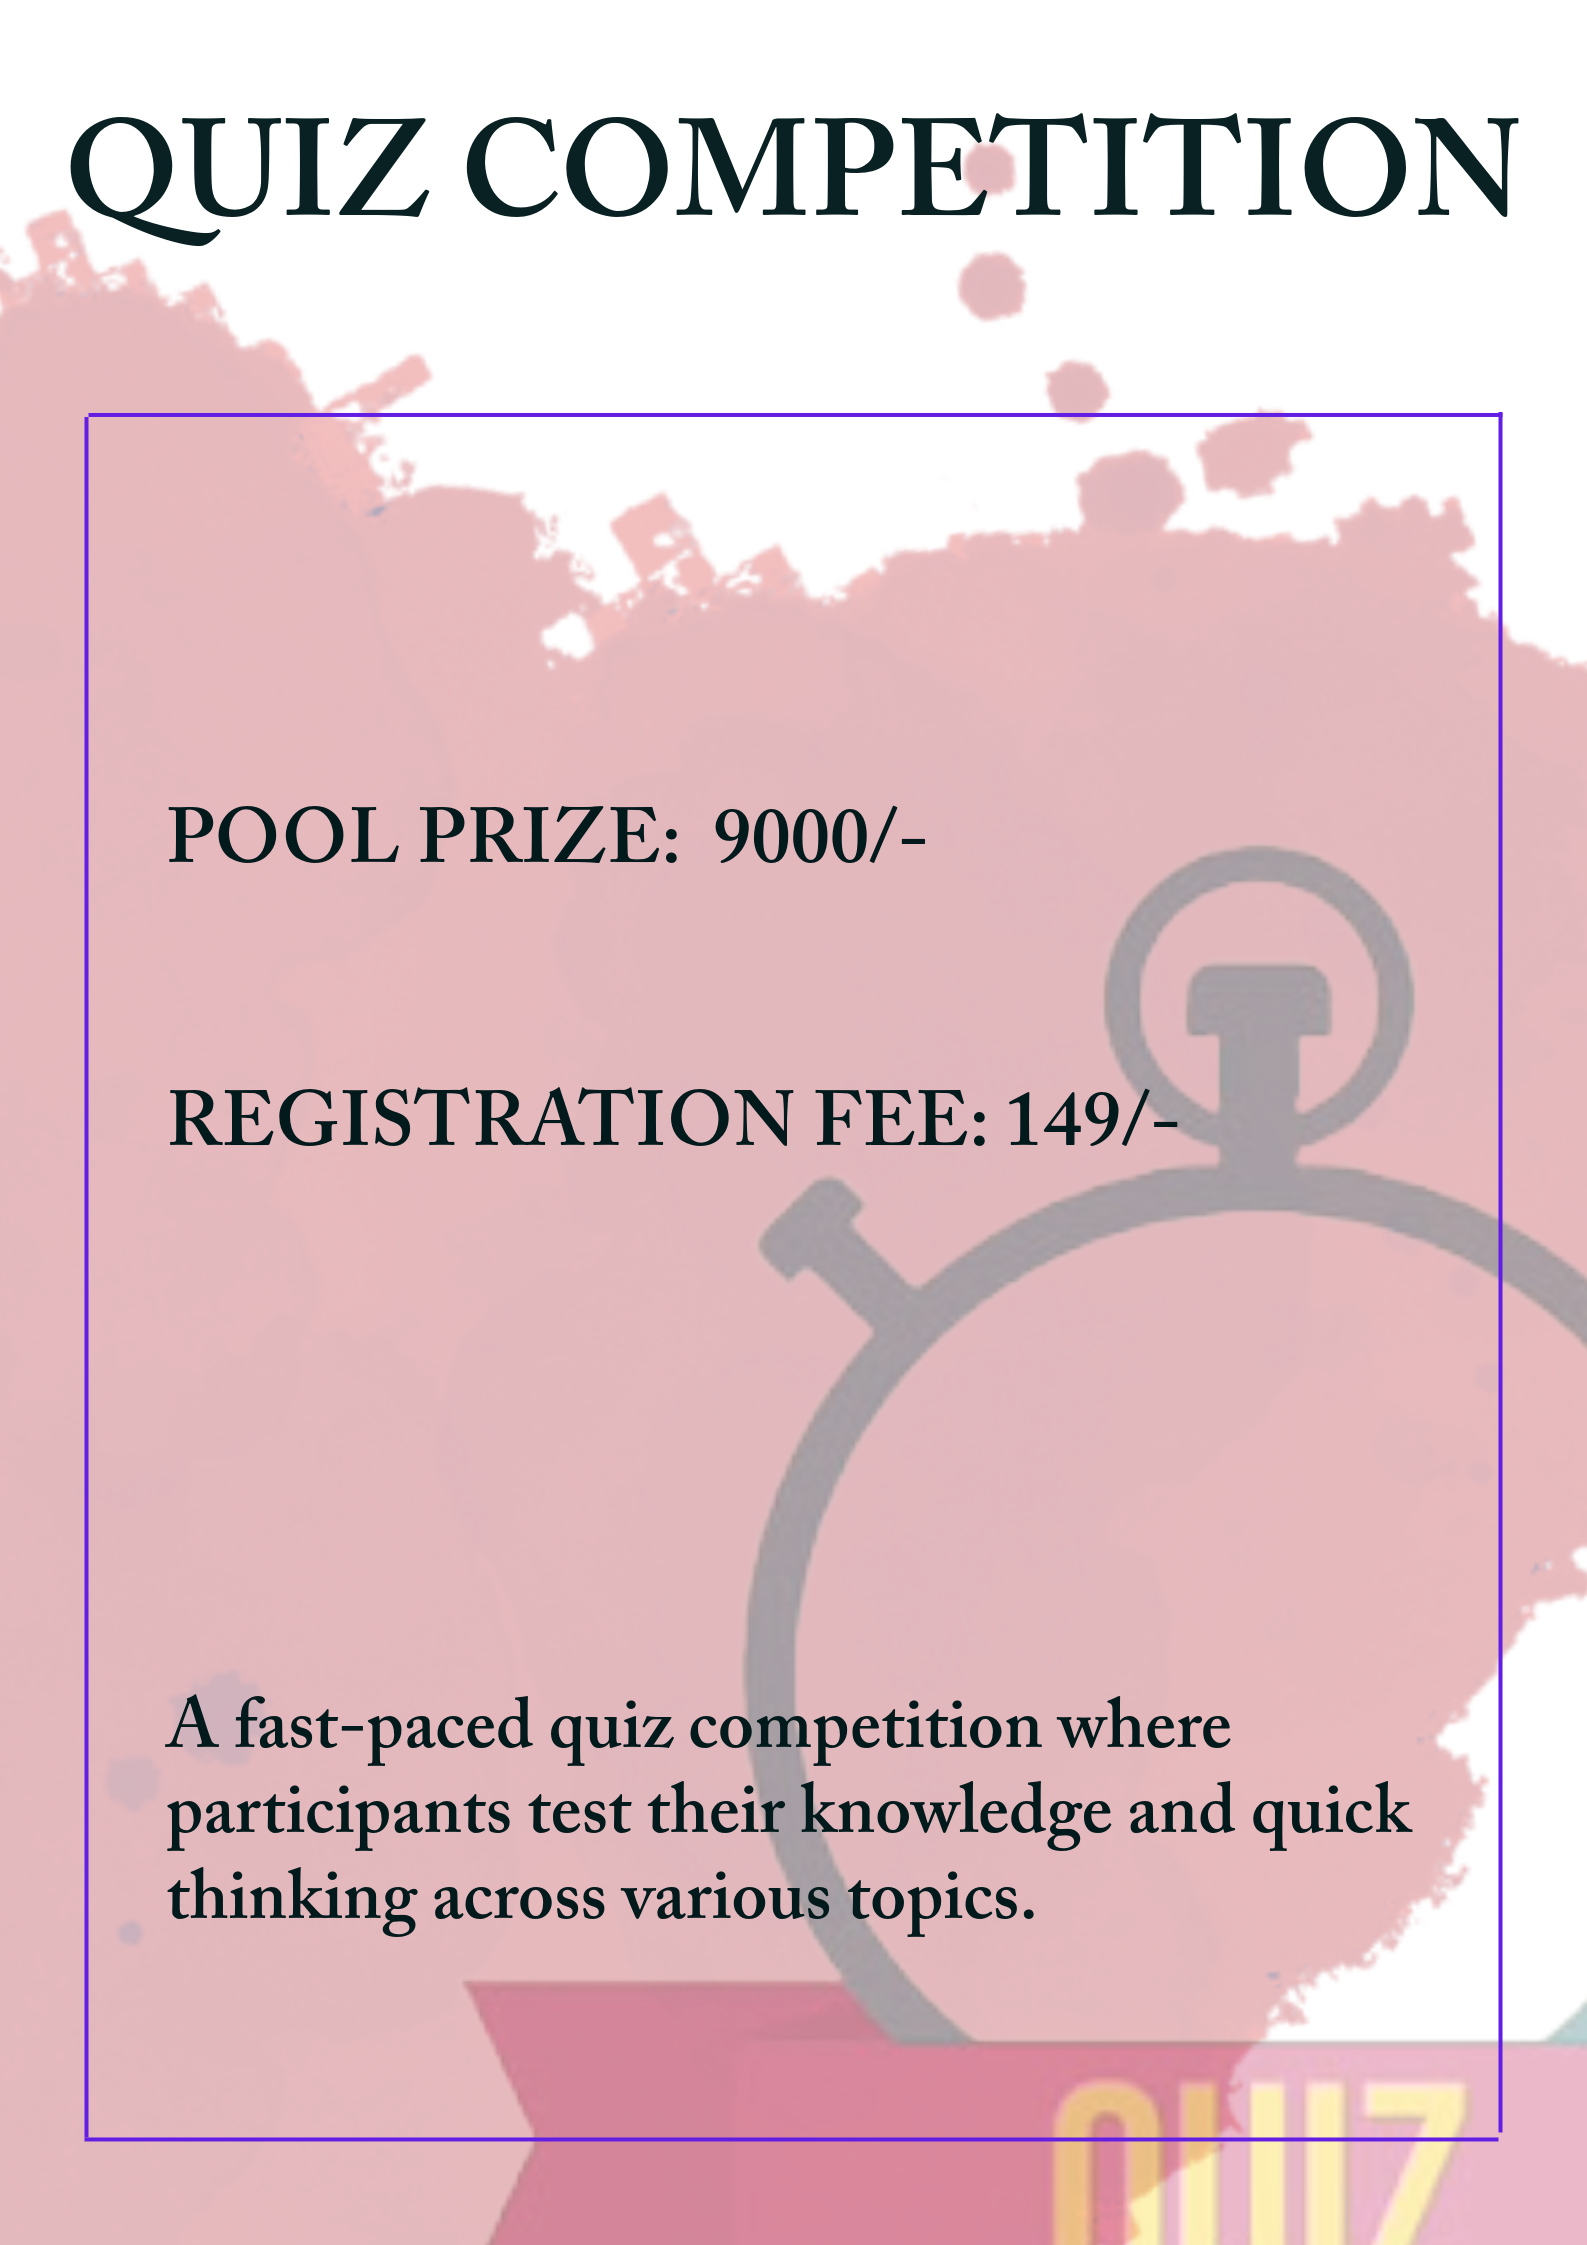 QUIZ COMPETITION
POOL PRIZE:  9000/-
REGISTRATION FEE: 149/-
A fast-paced quiz competition where
participants test their knowledge and quick
thinking across various topics.
QUIZ